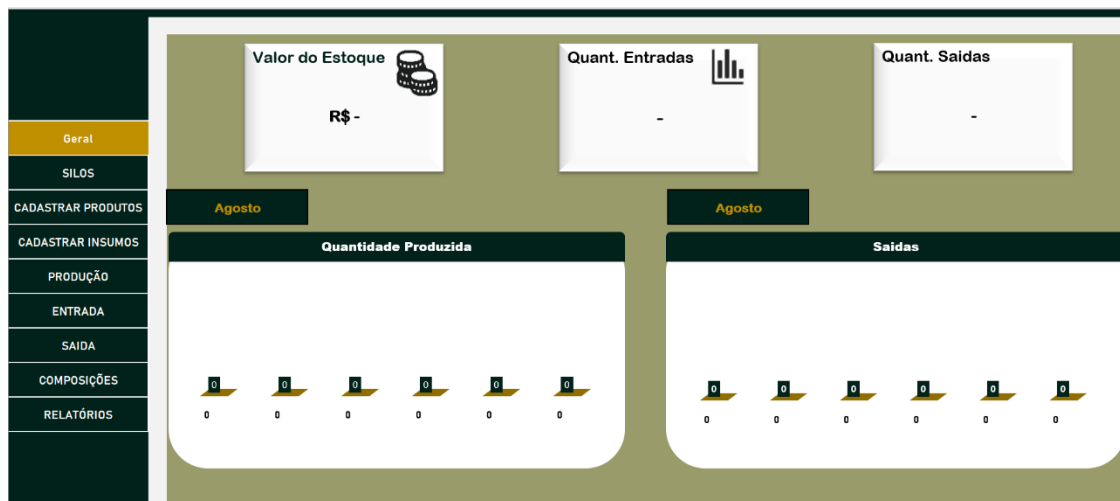 Valor do Estoque
R$ -
Quant. Entradas
-
Quant. Saidas
-
Geral
SILOS
CADASTRAR PRODUTOS
CADASTRAR INSUMOS
PRODUÇÃO
ENTRADA
SAIDA
COMPOSIÇÕES
RELATÓRIOS
Agosto
Quantidade Produzida
0 0 0 0 0 0
0 0 0 0 0 0
Agosto
Saidas
0 0 0 0 0 0
0 0 0 0 0 0